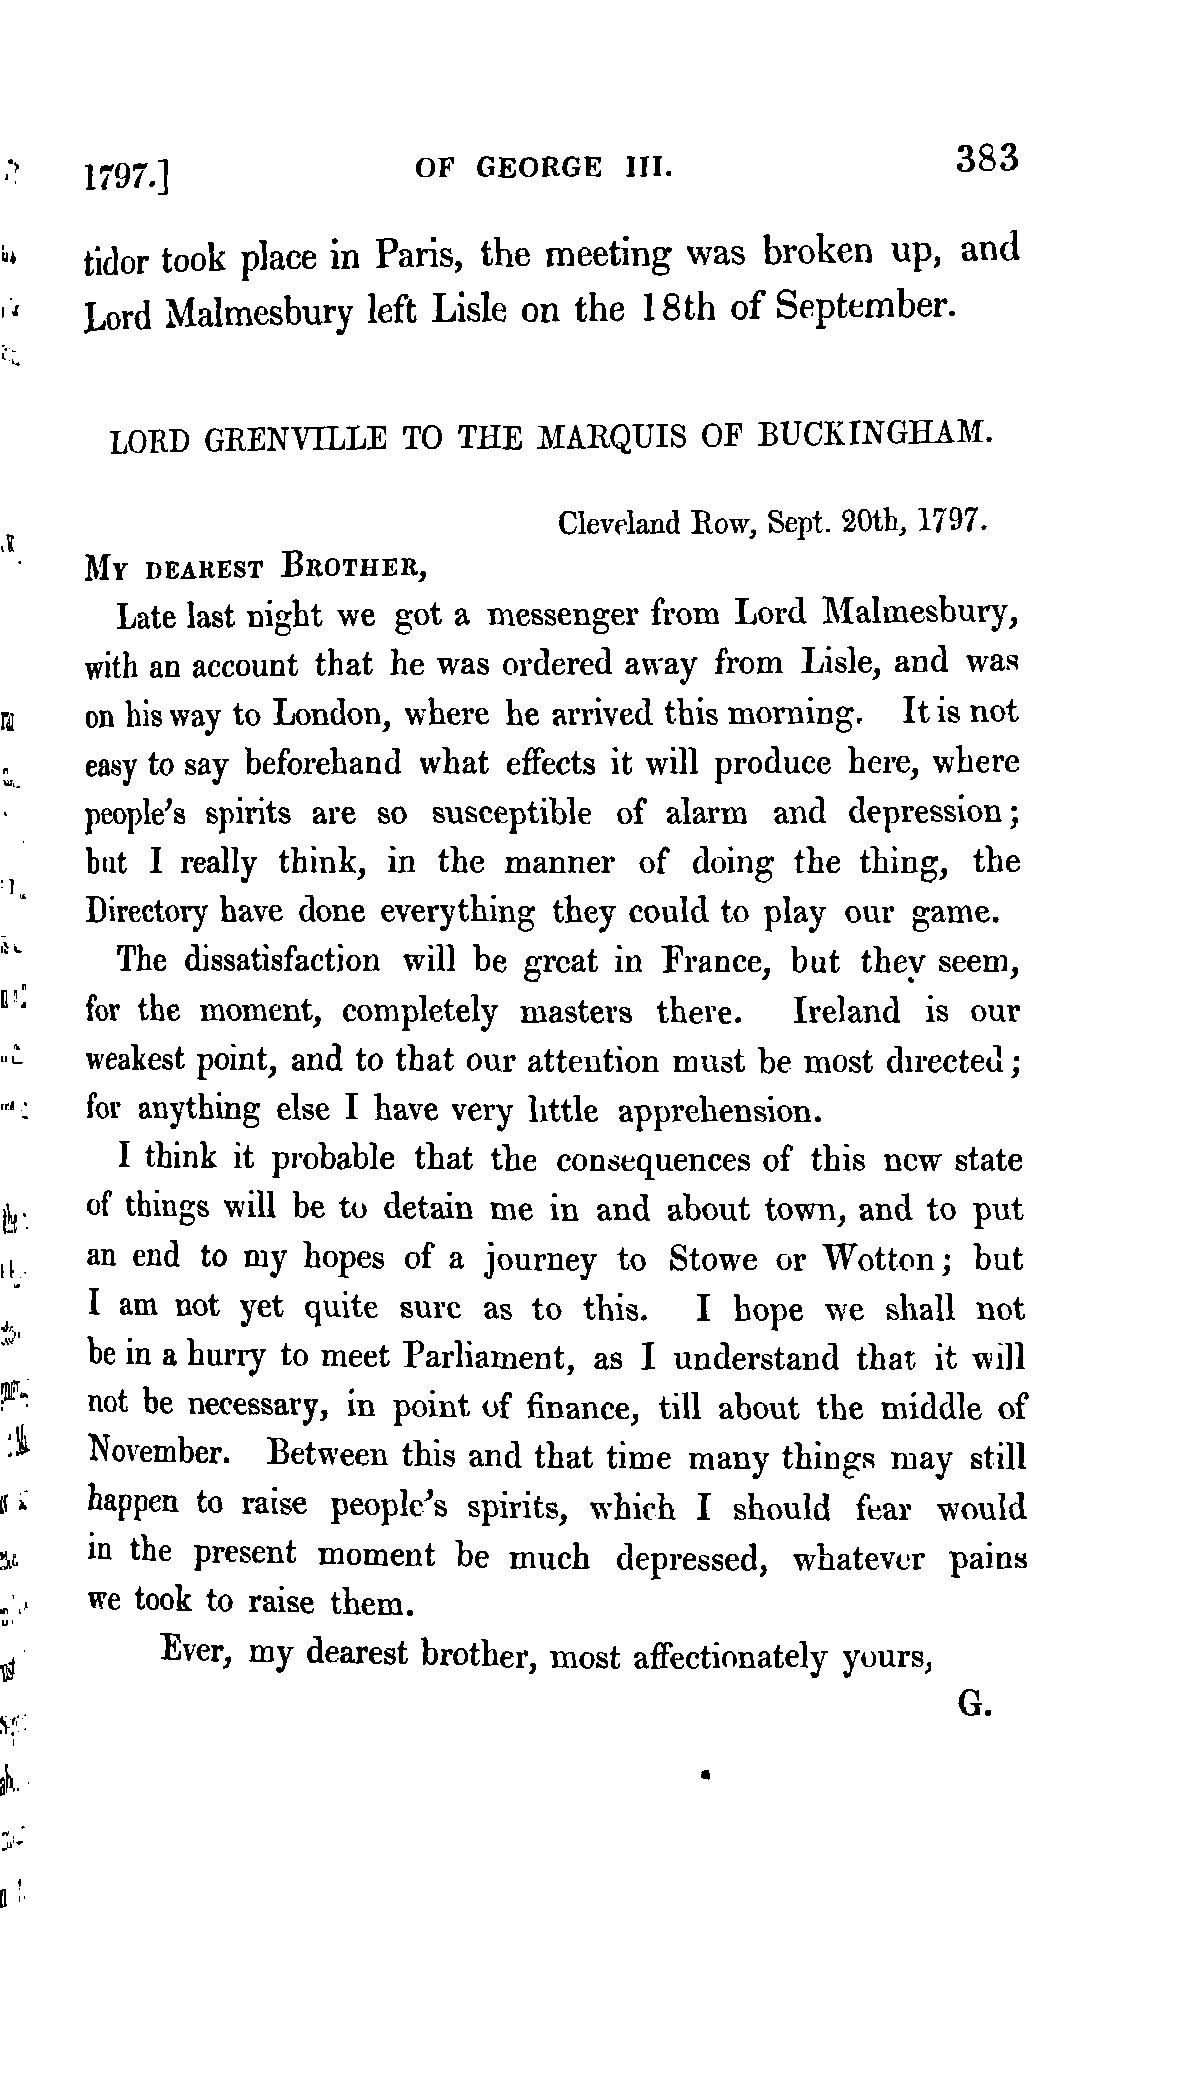 1797.] OF GEORGE III. 383
tidor took place in Paris, the meeting was broken up, and
Lord Malmesbury left Lisle on the 18th of September.
LORD GRENVILLE TO THE MARQUIS OF BUCKINGHAM.
Cleveland Row, Sept. 20th, 1797.
MY DEAREST BROTHER,
Late last night we got a messenger from Lord Malmesbury,
with an account that he was ordered away from Lisle, and was
on his way to London, where he arrived this morning. It is not
easy to say beforehand what effects it will produce here, where
people's spirits are so susceptible of alarm and depression;
but I really think, in the manner of doing the thing, the
Directory have done everything they could to play our game.
The dissatisfaction will be great in France, but they seem,
for the moment, completely masters there. Ireland is our
weakest point, and to that our attention must be most directed;
for anything else I have very little apprehension.
I think it probable that the consequences of this new state
of things will be to detain me in and about town, and to put
an end to my hopes of a journey to Stowe or Wotton; but
I am not yet quite sure as to this. I hope we shall not
be in a hurry to meet Parliament, as I understand that it will
not be necessary, in point of finance, till about the middle of
November. Between this and that time many things may still
happen to raise people's spirits, which I should fear would
in the present moment be much depressed, whatever pains
we took to raise them.
Ever, my dearest brother, most affectionately yours,
G.